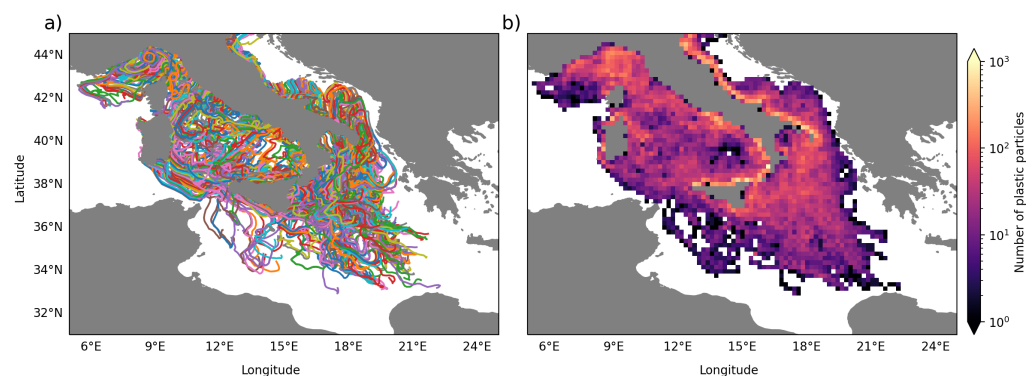 a)
b)
44°N
42°N
40°N
38°N
36°N
34°N
32°N
Latitude
6°E 9°E 12°E 15°E 18°E 21°E 24°E
Longitude
6°E 9°E 12°E 15°E 18°E 21°E 24°E
Longitude
10³
10²
10¹
10⁰
Number of plastic particles